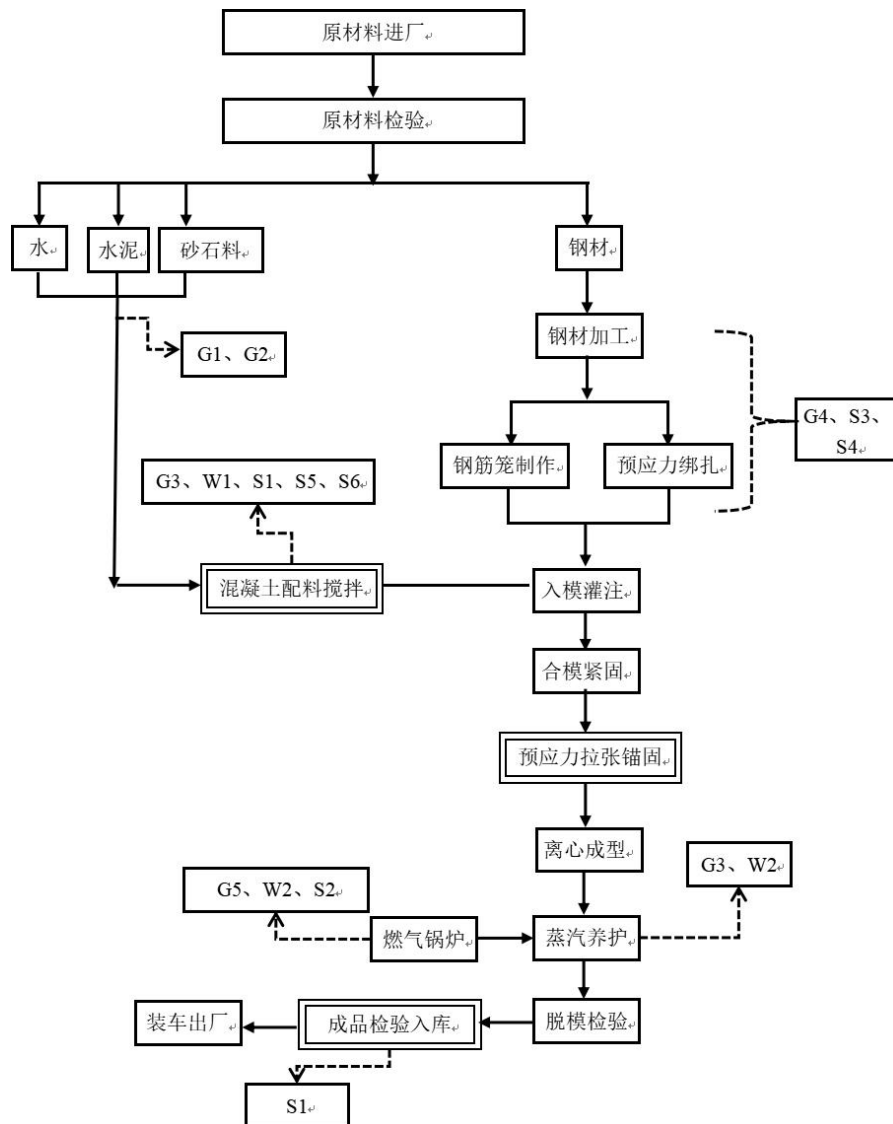 原材料进厂
原材料检验
水
水泥
砂石料
钢材
G1、G2
钢材加工
G4、S3、
S4
钢筋笼制作
预应力绑扎
G3、W1、S1、S5、S6
混凝土配料搅拌
入模灌注
合模紧固
预应力拉张锚固
离心成型
G3、W2
G5、W2、S2
燃气锅炉
蒸汽养护
装车出厂
成品检验入库
脱模检验
S1